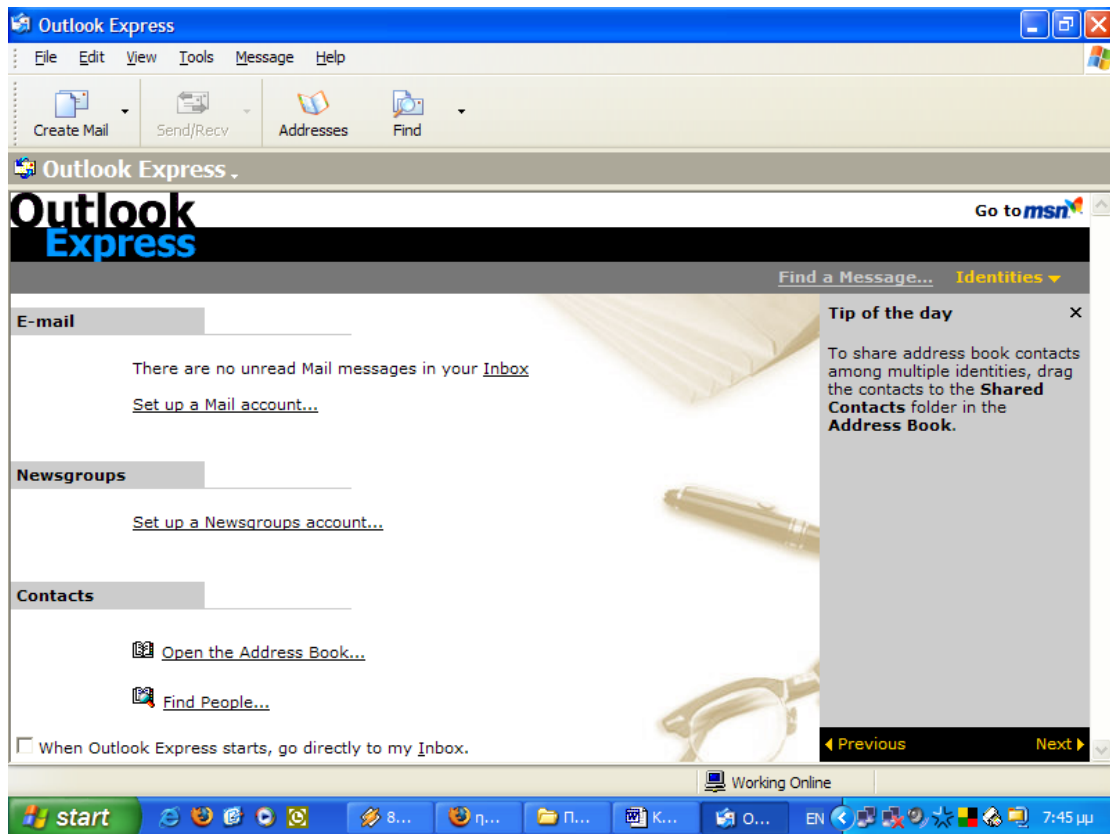 Outlook Express
File Edit View Tools Message Help
Create Mail Send/Recv Addresses Find
Outlook Express
Outlook
Express
Go to msn
Find a Message... Identities
E-mail
There are no unread Mail messages in your Inbox
Set up a Mail account...
Newsgroups
Set up a Newsgroups account...
Contacts
Open the Address Book...
Find People...
When Outlook Express starts, go directly to my Inbox.
Tip of the day
To share address book contacts
among multiple identities, drag
the contacts to the Shared
Contacts folder in the
Address Book.
Previous Next
Working Online
start 8... η... Π... Κ... O... EN 7:45 μμ